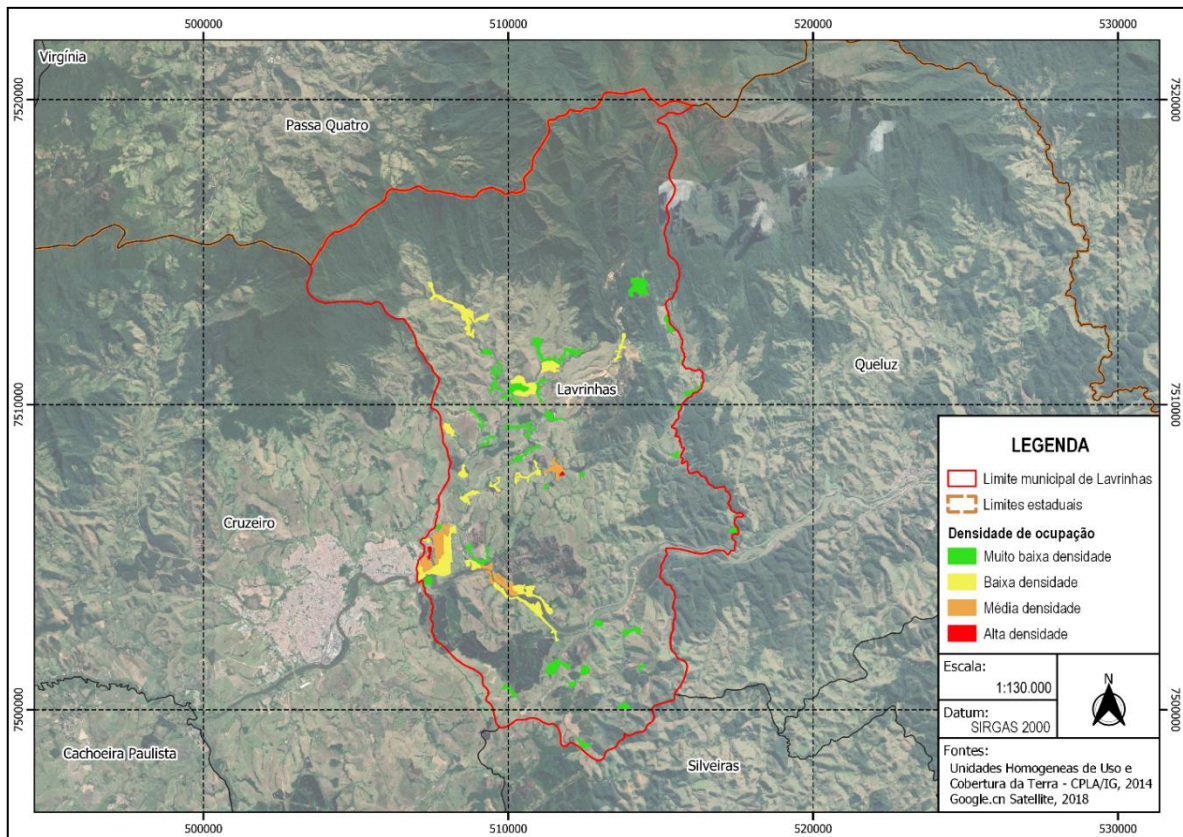 500000
510000
520000
530000
Virgínia
7520000
7520000
Passa Quatro
Queluz
Lavrinhas
7510000
7510000
Cruzeiro
7500000
7500000
Cachoeira Paulista
Silveiras
LEGENDA
Limite municipal de Lavrinhas
Limites estaduais
Densidade de ocupação
Muito baixa densidade
Baixa densidade
Média densidade
Alta densidade
Escala:
1:130.000
N
Datum:
SIRGAS 2000
Fontes:
Unidades Homogeneas de Uso e
Cobertura da Terra - CPLA/IG, 2014
Google.cn Satellite, 2018
500000
510000
520000
530000